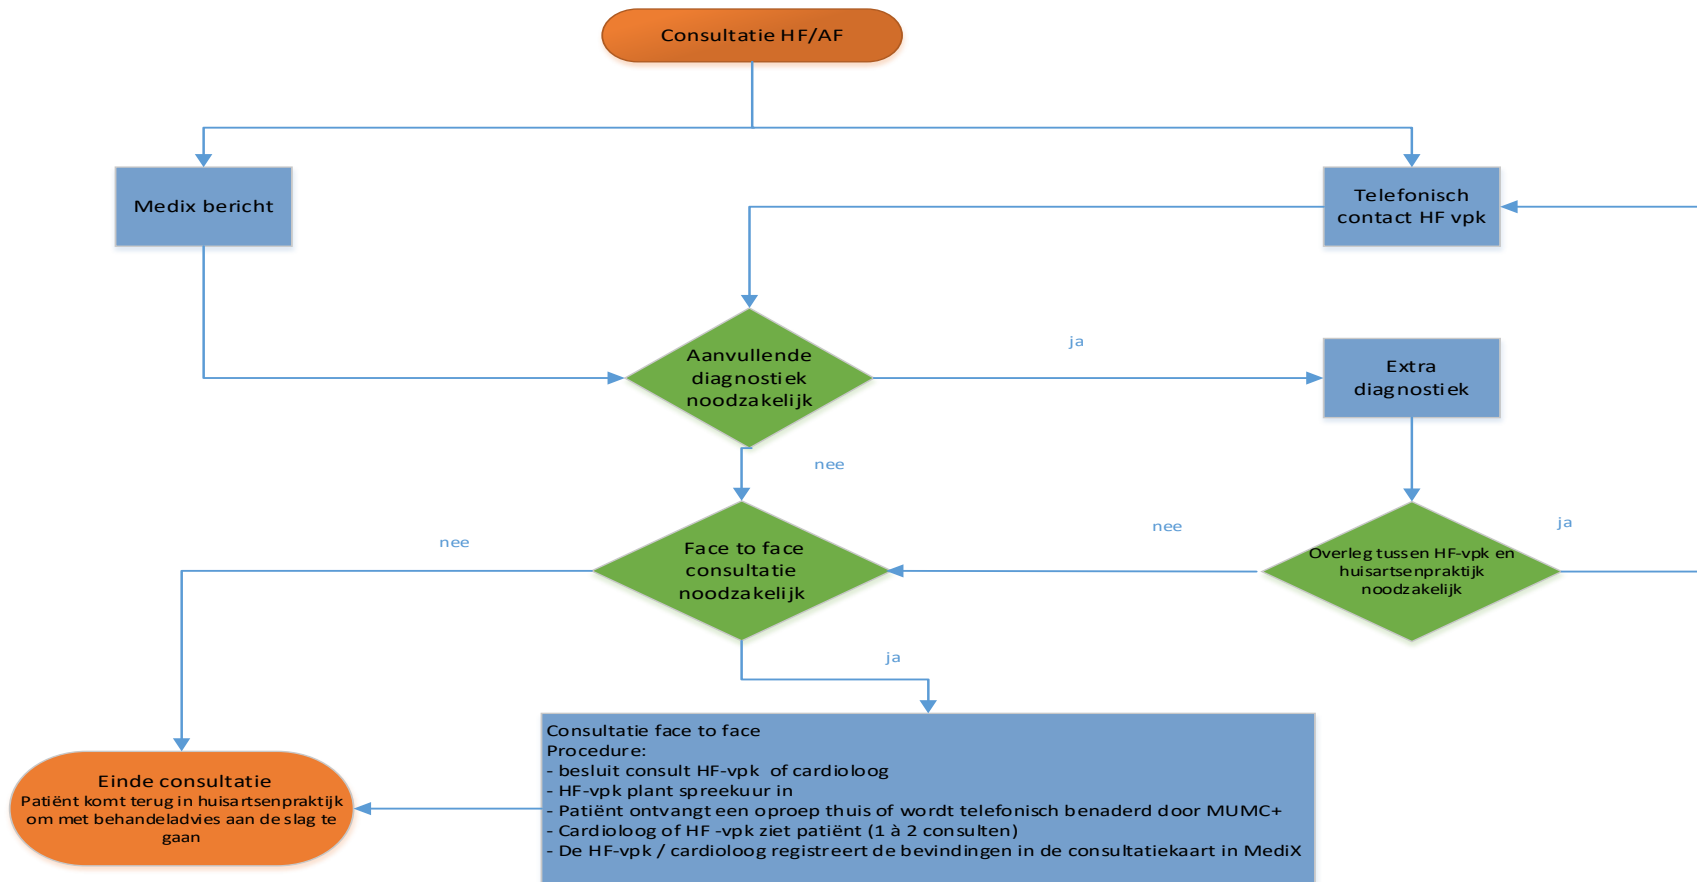 Consultatie HF/AF
Medix bericht
Telefonisch
contact HF vpk
Aanvullende
diagnostiek
noodzakelijk
ja
Extra
diagnostiek
nee
Face to face
consultatie
noodzakelijk
nee
nee
Overleg tussen HF-vpk en
huisartsenpraktijk
noodzakelijk
ja
ja
Consultatie face to face
Procedure:
- besluit consult HF-vpk of cardioloog
- HF-vpk plant spreekuur in
- Patiënt ontvangt een oproep thuis of wordt telefonisch benaderd door MUMC+
- Cardioloog of HF -vpk ziet patiënt (1 à 2 consulten)
- De HF-vpk / cardioloog registreert de bevindingen in de consultatiekaart in MediX
Einde consultatie
Patiënt komt terug in huisartsenpraktijk
om met behandeladvies aan de slag te
gaan